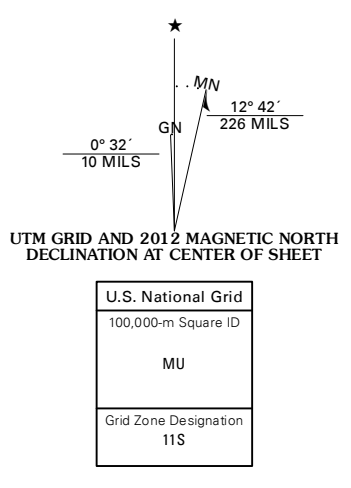 ★
MN
GN
0° 32´
10 MILS
12° 42´
226 MILS
UTM GRID AND 2012 MAGNETIC NORTH
DECLINATION AT CENTER OF SHEET
U.S. National Grid
100,000-m Square ID
MU
Grid Zone Designation
11S